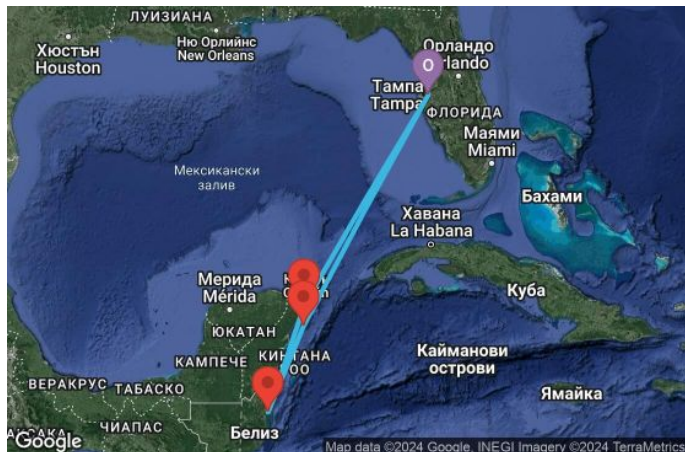 ЛУИЗИАНА
Хюстън
Houston
Ню Орлийнс
New Orleans
Орландо
Orlando
O
Тампа
Tampa
ФЛОРИДА
Маями
Miami
Мексикански
залив
Бахами
Хавана
La Habana
Мерида
Mérida
Куба
ЮКАТАН
КАМПЕЧЕ
КИНТАНА
РОО
Кайманови
острови
ВЕРАКРУС
ТАБАСКО
Ямайка
ЧИАПАС
Белиз
Google
Map data ©2024 Google, INEGI Imagery ©2024 TerraMetrics